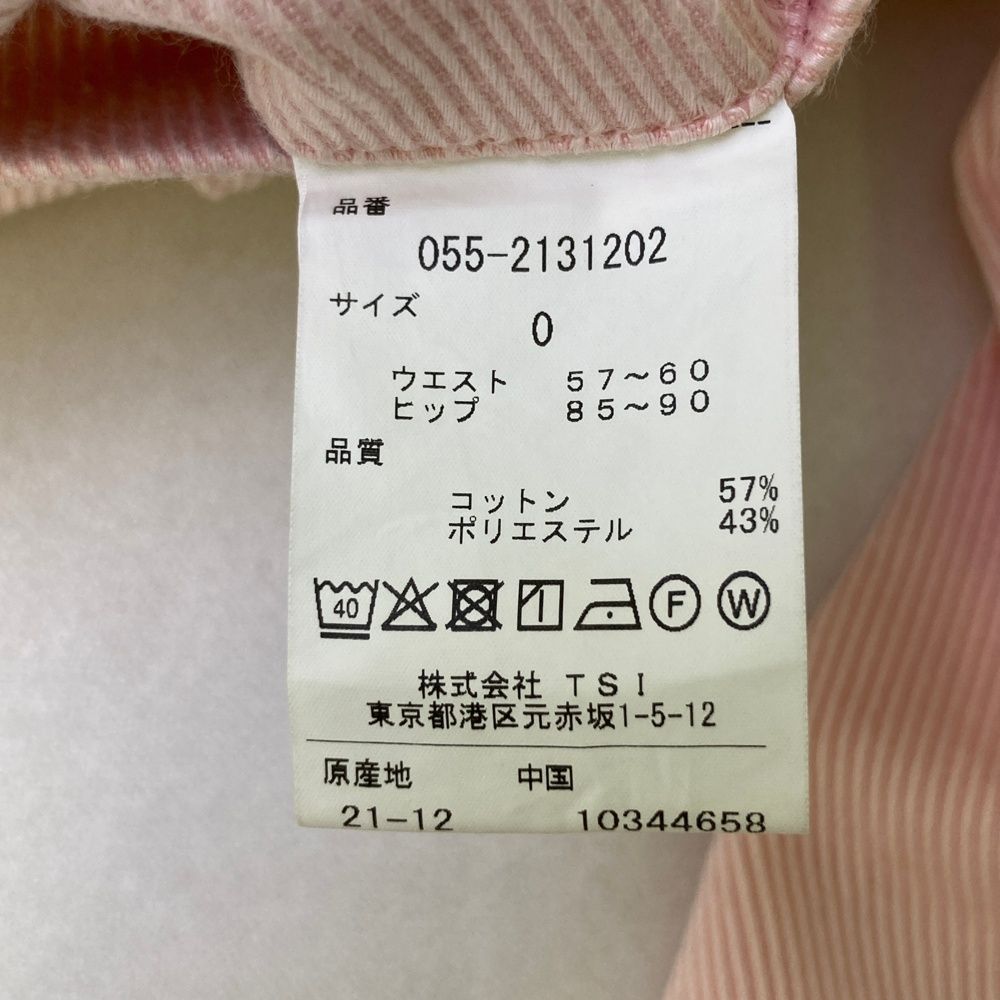 品番
055-2131202
サイズ
0
ウエスト 57～60
ヒップ 85～90
品質
コットン 57%
ポリエステル 43%
40 F W
株式会社 TSI
東京都港区元赤坂1-5-12
原産地 中国
21-12 10344658